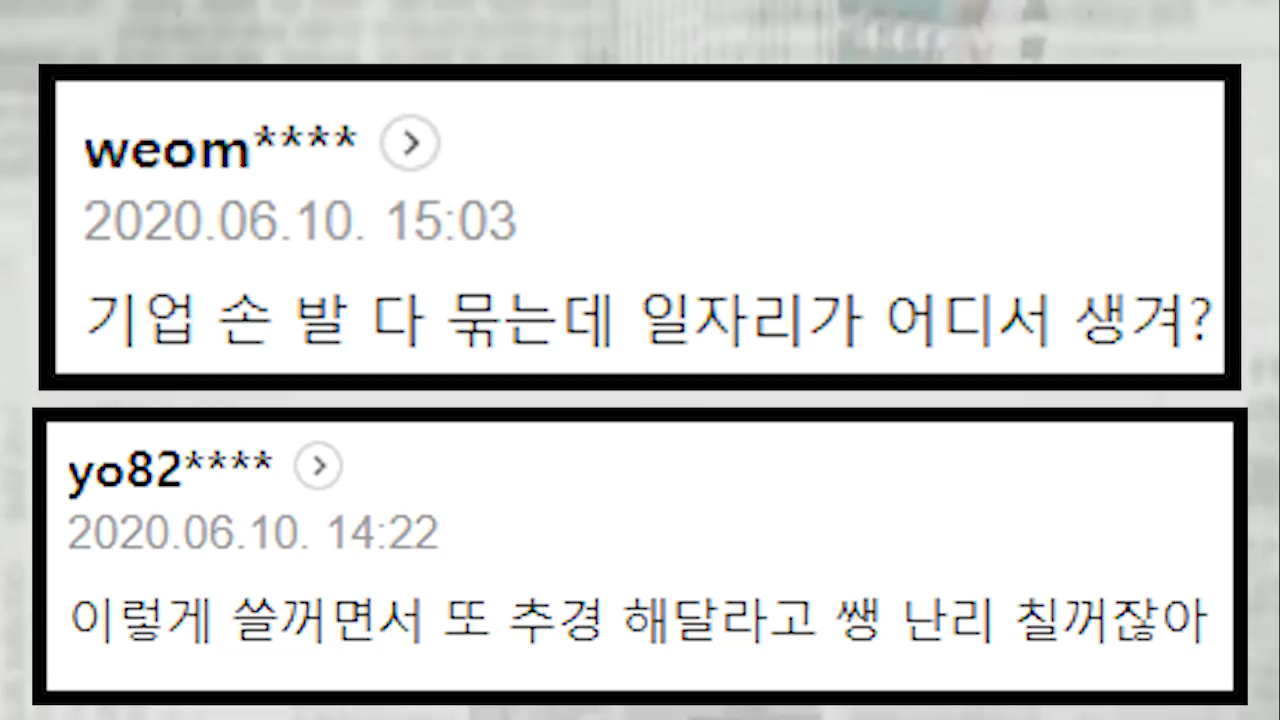 weom****
2020.06.10. 15:03
기업 손 발 다 묶는데 일자리가 어디서 생겨?
yo82****
2020.06.10. 14:22
이렇게 쓸꺼면서 또 추경 해달라고 쌩 난리 칠꺼잖아